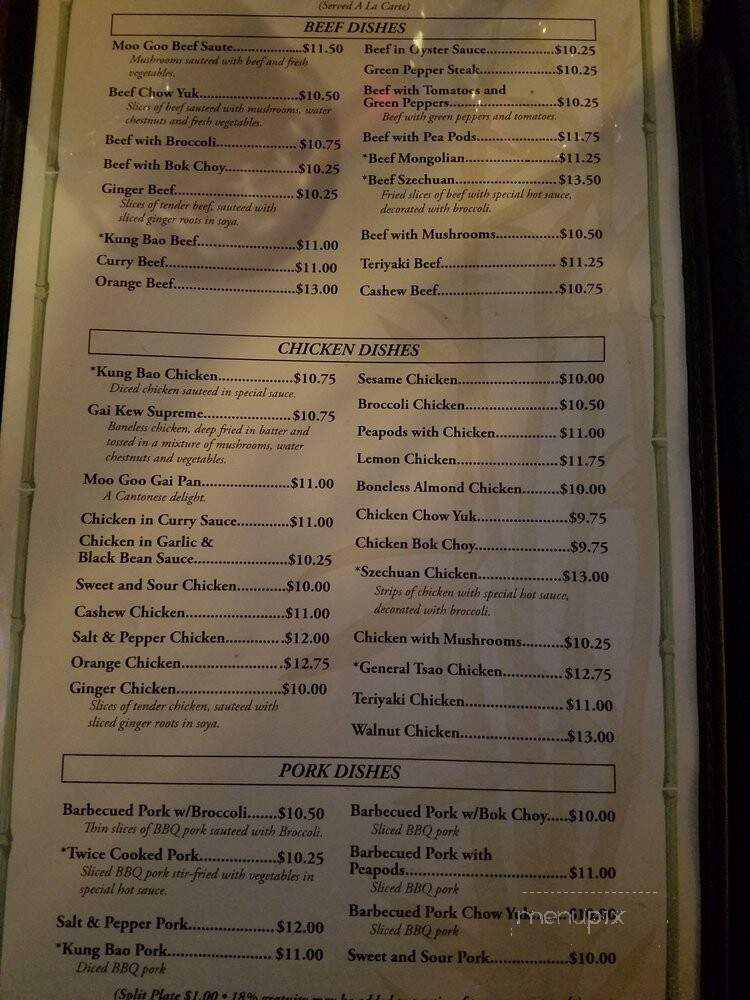 (Served A La Carte)
BEEF DISHES
Moo Goo Beef Saute..................$11.50
Mushrooms sauteed with beef and fresh
vegetables.
Beef Chow Yuk..........................$10.50
Slices of beef sauteed with mushrooms, water
chestnuts and fresh vegetables.
Beef with Broccoli..................... $10.75
Beef with Bok Choy...................$10.25
Ginger Beef................................$10.25
Slices of tender beef, sauteed with
sliced ginger roots in soya.
*Kung Bao Beef..........................$11.00
Curry Beef..................................$11.00
Orange Beef................................$13.00
Beef in Oyster Sauce...................$10.25
Green Pepper Steak.....................$10.25
Beef with Tomatoes and
Green Peppers.............................$10.25
Beef with green peppers and tomatoes.
Beef with Pea Pods......................$11.75
*Beef Mongolian.........................$11.25
*Beef Szechuan...........................$13.50
Fried slices of beef with special hot sauce,
decorated with broccoli.
Beef with Mushrooms.................$10.50
Teriyaki Beef............................... $11.25
Cashew Beef................................$10.75
CHICKEN DISHES
*Kung Bao Chicken....................$10.75
Diced chicken sauteed in special sauce.
Gai Kew Supreme.......................$10.75
Boneless chicken, deep fried in batter and
tossed in a mixture of mushrooms, water
chestnuts and vegetables.
Moo Goo Gai Pan.......................$11.00
A Cantonese delight.
Chicken in Curry Sauce..............$11.00
Chicken in Garlic &
Black Bean Sauce.........................$10.25
Sweet and Sour Chicken..............$10.00
Cashew Chicken..........................$11.00
Salt & Pepper Chicken................$12.00
Orange Chicken..........................$12.75
Ginger Chicken...........................$10.00
Slices of tender chicken, sauteed with
sliced ginger roots in soya.
Sesame Chicken..........................$10.00
Broccoli Chicken.........................$10.50
Peapods with Chicken................ $11.00
Lemon Chicken..........................$11.75
Boneless Almond Chicken..........$10.00
Chicken Chow Yuk.......................$9.75
Chicken Bok Choy........................$9.75
*Szechuan Chicken......................$13.00
Strips of chicken with special hot sauce,
decorated with broccoli.
Chicken with Mushrooms...........$10.25
*General Tsao Chicken................$12.75
Teriyaki Chicken..........................$11.00
Walnut Chicken...........................$13.00
PORK DISHES
Barbecued Pork w/Broccoli.......$10.50
Thin slices of BBQ pork sauteed with Broccoli.
*Twice Cooked Pork...................$10.25
Sliced BBQ pork stir-fried with vegetables in
special hot sauce.
Salt & Pepper Pork......................$12.00
*Kung Bao Pork.......................... $11.00
Diced BBQ pork
Barbecued Pork w/Bok Choy.....$10.00
Sliced BBQ pork
Barbecued Pork with
Peapods.......................................$11.00
Sliced BBQ pork
Barbecued Pork Chow Yuk
Sliced BBQ pork
Sweet and Sour Pork...................$10.00
menupix
(Split Plate $1.00 • 18% gratuity may be added